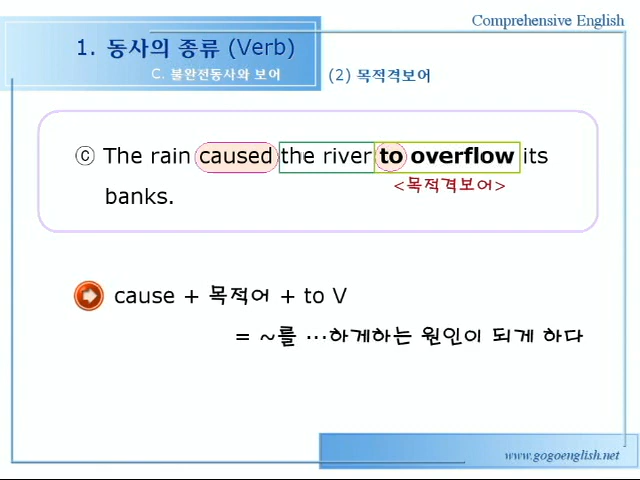 Comprehensive English
1. 동사의 종류 (Verb)
C. 불완전동사와 보어
(2) 목적격보어
ⓒ The rain caused the river to overflow its
<목적격보어>
banks.
cause + 목적어 + to V
= ~를 …하게하는 원인이 되게 하다
www.gogoenglish.net